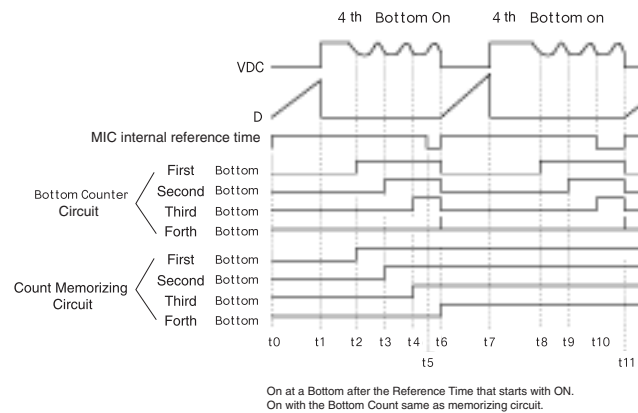 4 th Bottom On 4 th Bottom on
VDC
D
MIC internal reference time
Bottom Counter
Circuit
First Bottom
Second Bottom
Third Bottom
Forth Bottom
Count Memorizing
Circuit
First Bottom
Second Bottom
Third Bottom
Forth Bottom
t0 t1 t2 t3 t4 t6 t7 t8 t9 t10
t5 t11
On at a Bottom after the Reference Time that starts with ON.
On with the Bottom Count same as memorizing circuit.